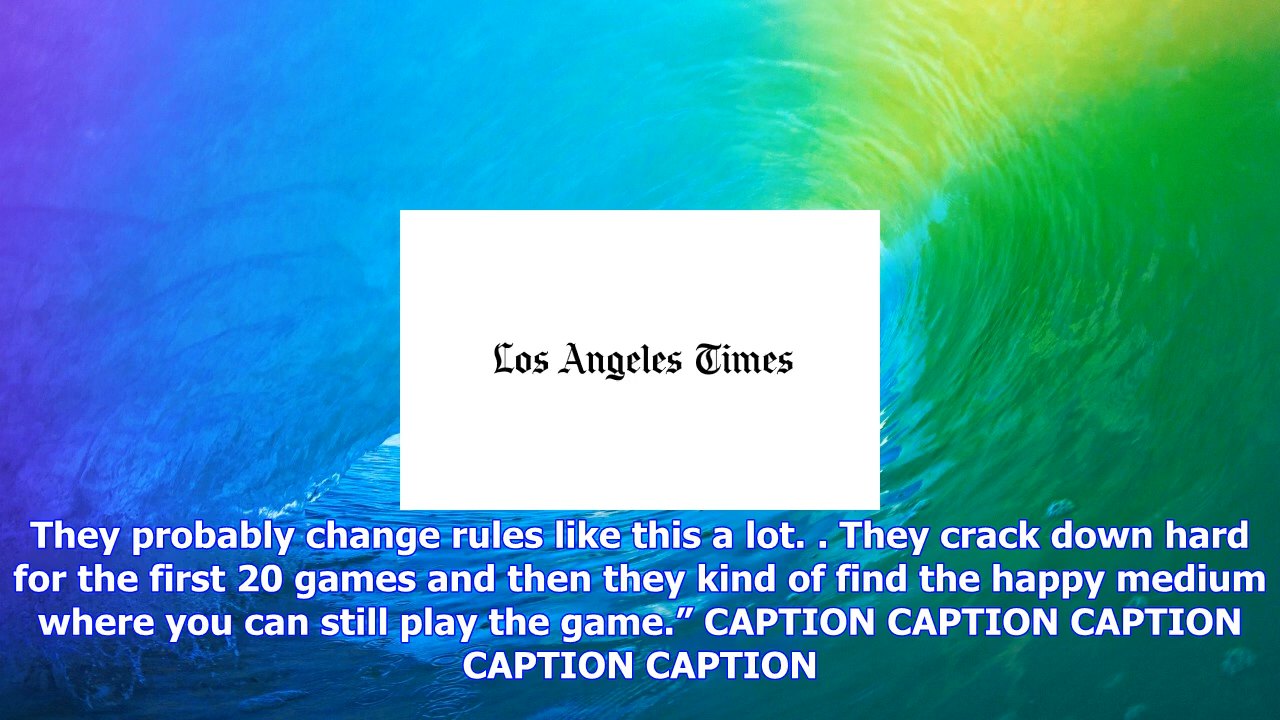 Los Angeles Times
They probably change rules like this a lot. . They crack down hard
for the first 20 games and then they kind of find the happy medium
where you can still play the game.” CAPTION CAPTION CAPTION
CAPTION CAPTION